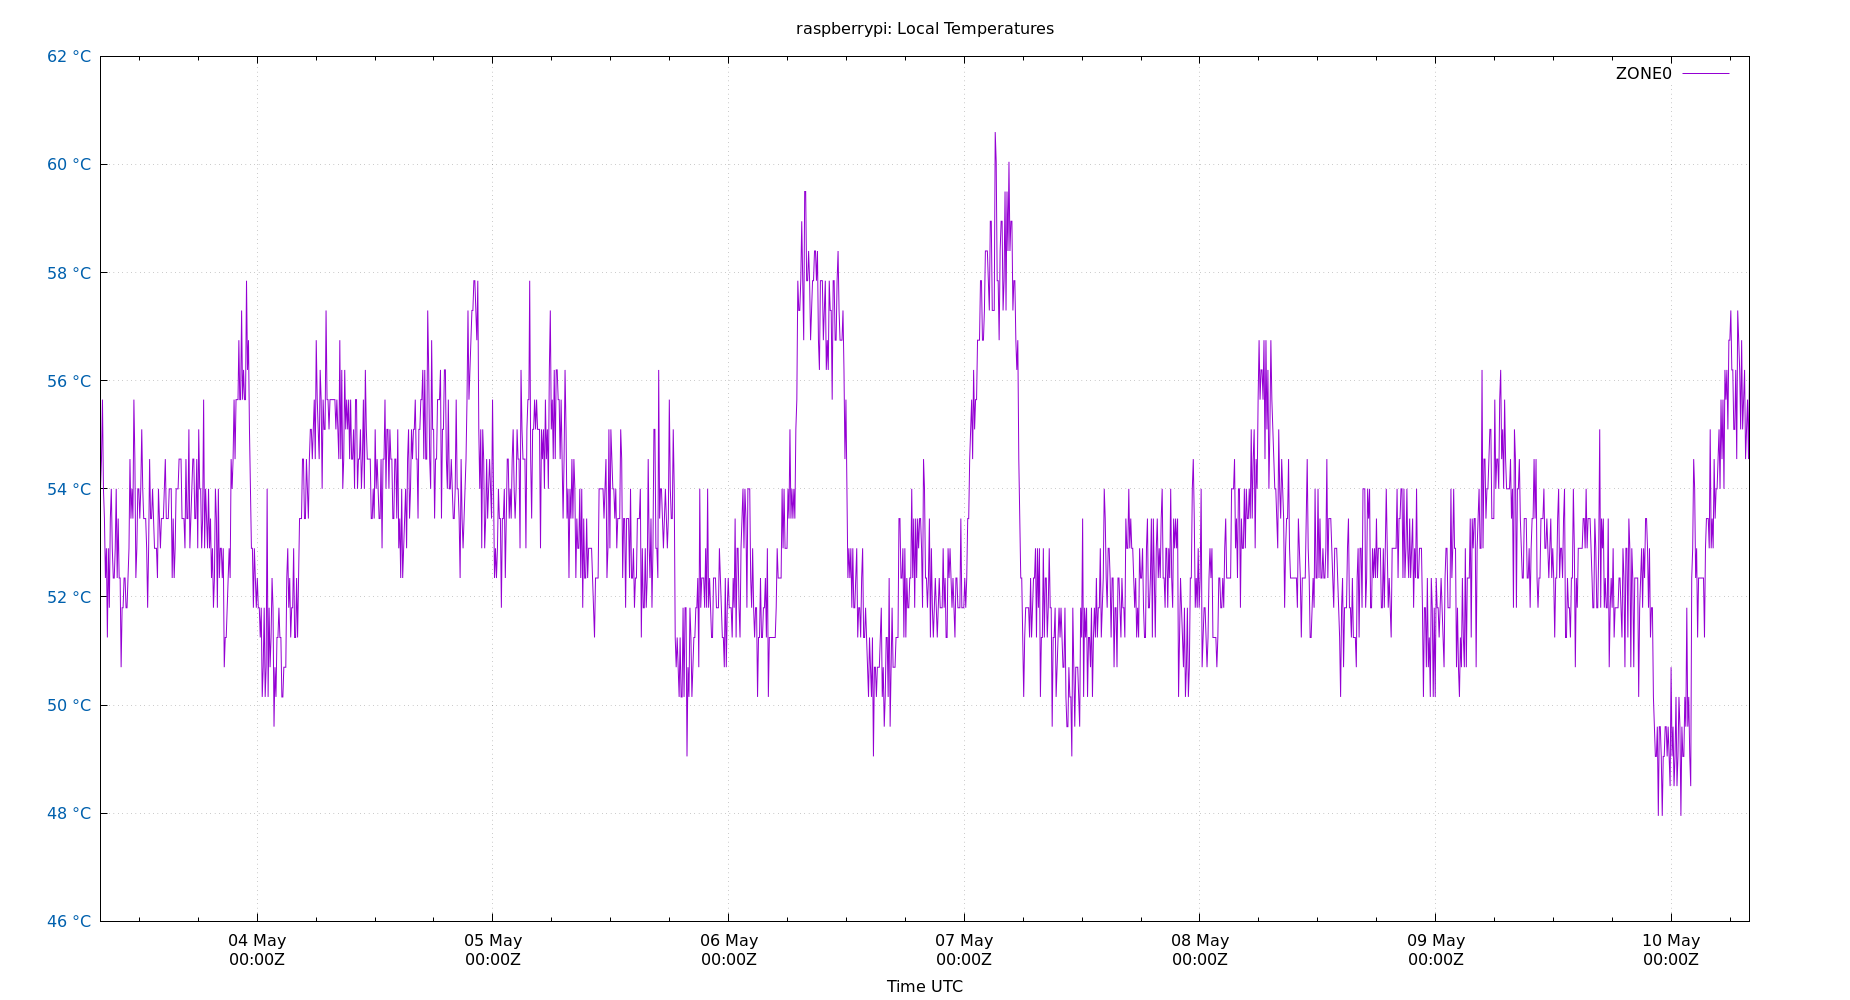 raspberrypi: Local Temperatures
62 °C
ZONE0
60 °C
58 °C
56 °C
54 °C
52 °C
50 °C
48 °C
46 °C
04 May 05 May 06 May 07 May 08 May 09 May 10 May
00:00Z 00:00Z 00:00Z 00:00Z 00:00Z 00:00Z 00:00Z
Time UTC